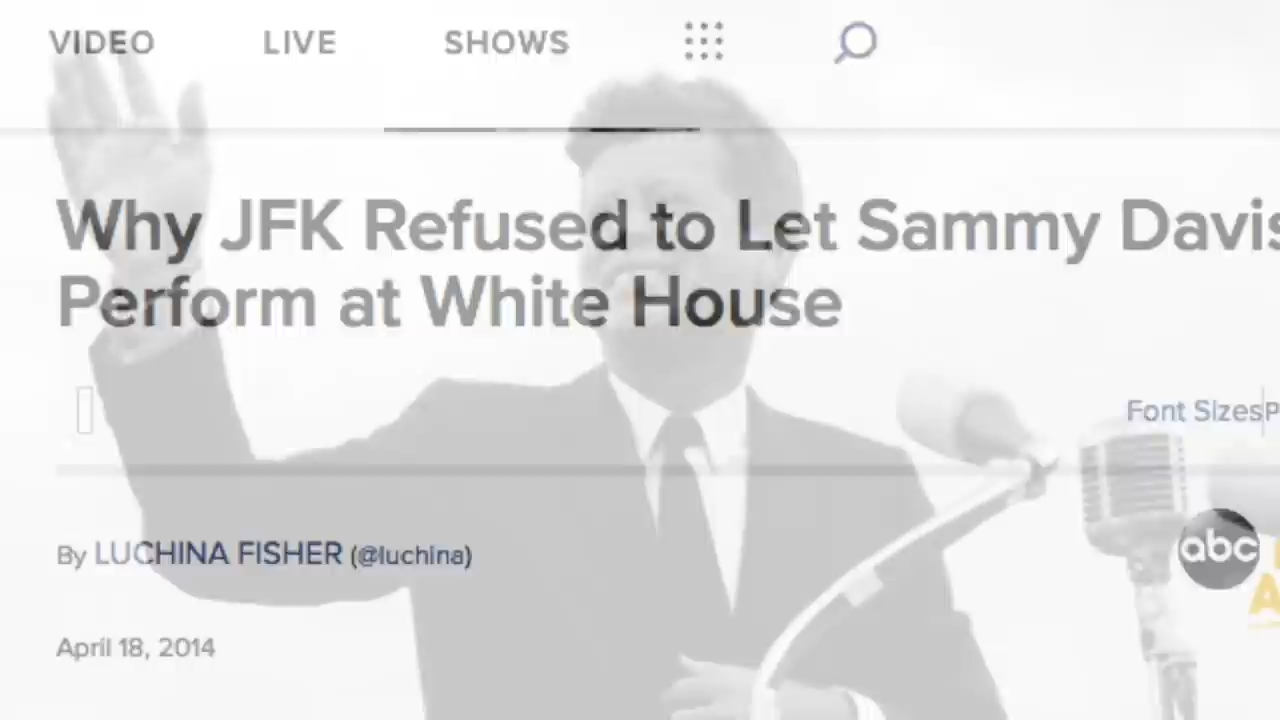 VIDEO LIVE SHOWS
Why JFK Refused to Let Sammy Davis
Perform at White House
Font Sizes
By LUCHINA FISHER (@luchina)
abc
April 18, 2014